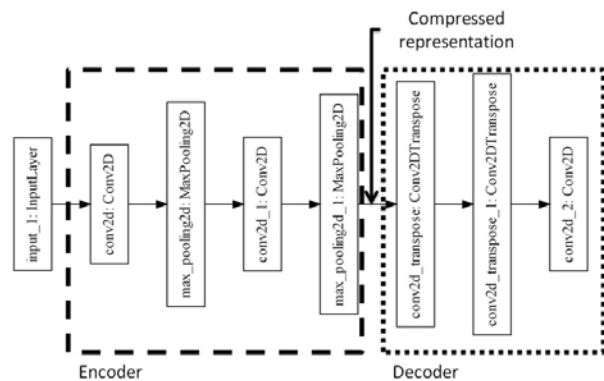 Compressed
representation
input_1: InputLayer
conv2d: Conv2D
max_pooling2d: MaxPooling2D
conv2d_1: Conv2D
max_pooling2d_1: MaxPooling2D
conv2d_transpose: Conv2DTranspose
conv2d_transpose_1: Conv2DTranspose
conv2d_2: Conv2D
Encoder
Decoder